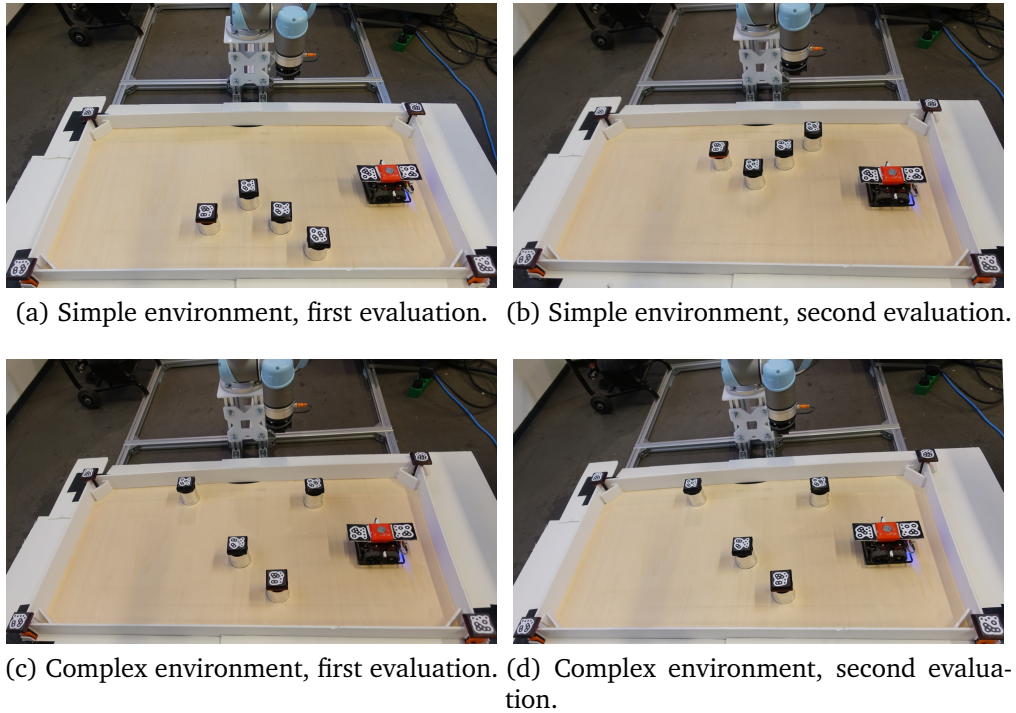 (a) Simple environment, first evaluation.
(b) Simple environment, second evaluation.
(c) Complex environment, first evaluation.
(d) Complex environment, second evalua-
tion.